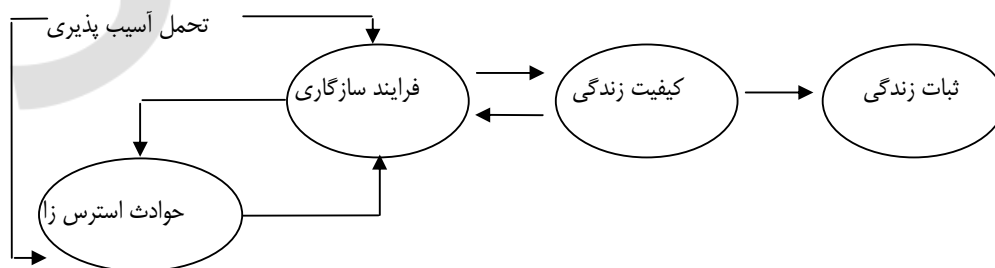 تحمل آسیب پذیری
فرایند سازگاری
کیفیت زندگی
ثبات زندگی
حوادث استرس زا